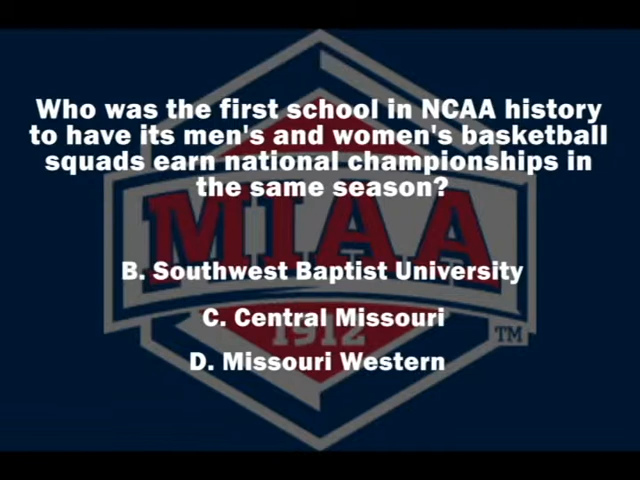 Who was the first school in NCAA history
to have its men's and women's basketball
squads earn national championships in
the same season?
MIAA
B. Southwest Baptist University
C. Central Missouri
1912
TM
D. Missouri Western